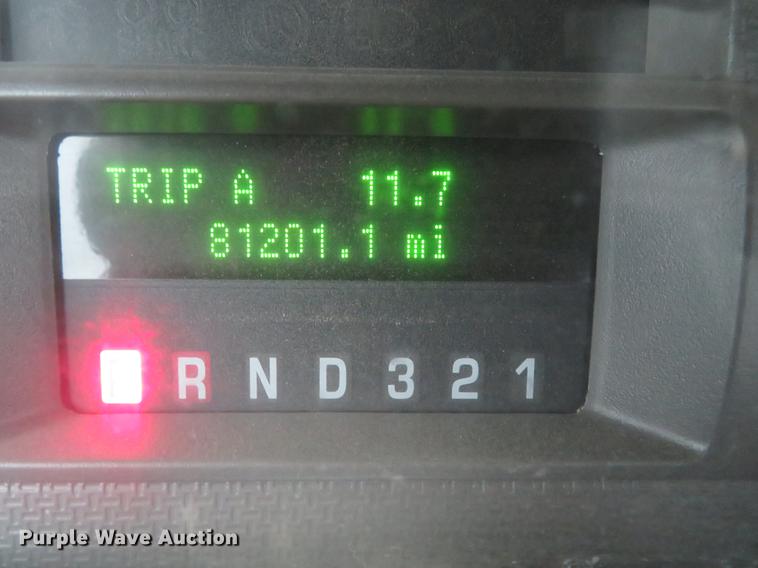 TRIP A 11.7
81201.1 mi
R N D 3 2 1
Purple Wave Auction